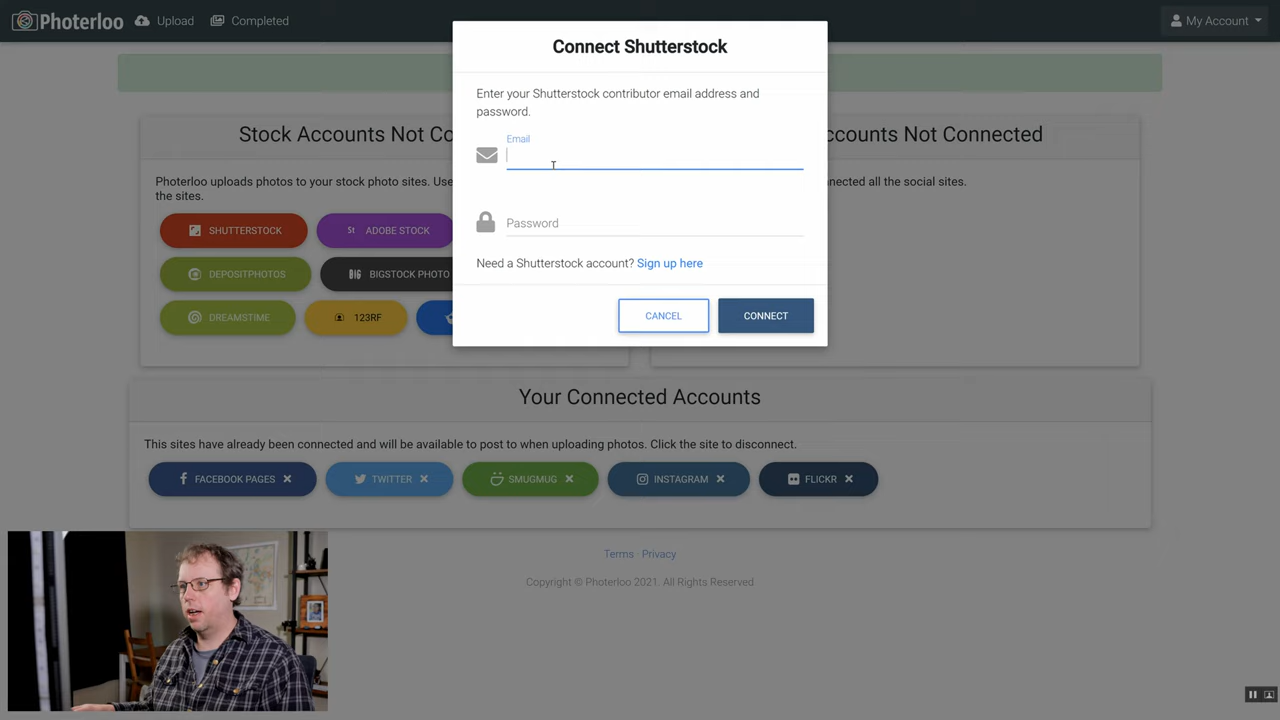 Photerloo Upload Completed My Account
Connect Shutterstock
Enter your Shutterstock contributor email address and
password.
Email
Password
Need a Shutterstock account? Sign up here
CANCEL CONNECT
Stock Accounts Not Co
ccounts Not Connected
Photerloo uploads photos to your stock photo sites. Use
the sites.
nnected all the social sites.
SHUTTERSTOCK St ADOBE STOCK
DEPOSITPHOTOS BIGSTOCK PHOTO
DREAMSTIME 123RF
Your Connected Accounts
This sites have already been connected and will be available to post to when uploading photos. Click the site to disconnect.
FACEBOOK PAGES × TWITTER × SMUGMUG × INSTAGRAM × FLICKR ×
Terms · Privacy
Copyright © Photerloo 2021. All Rights Reserved